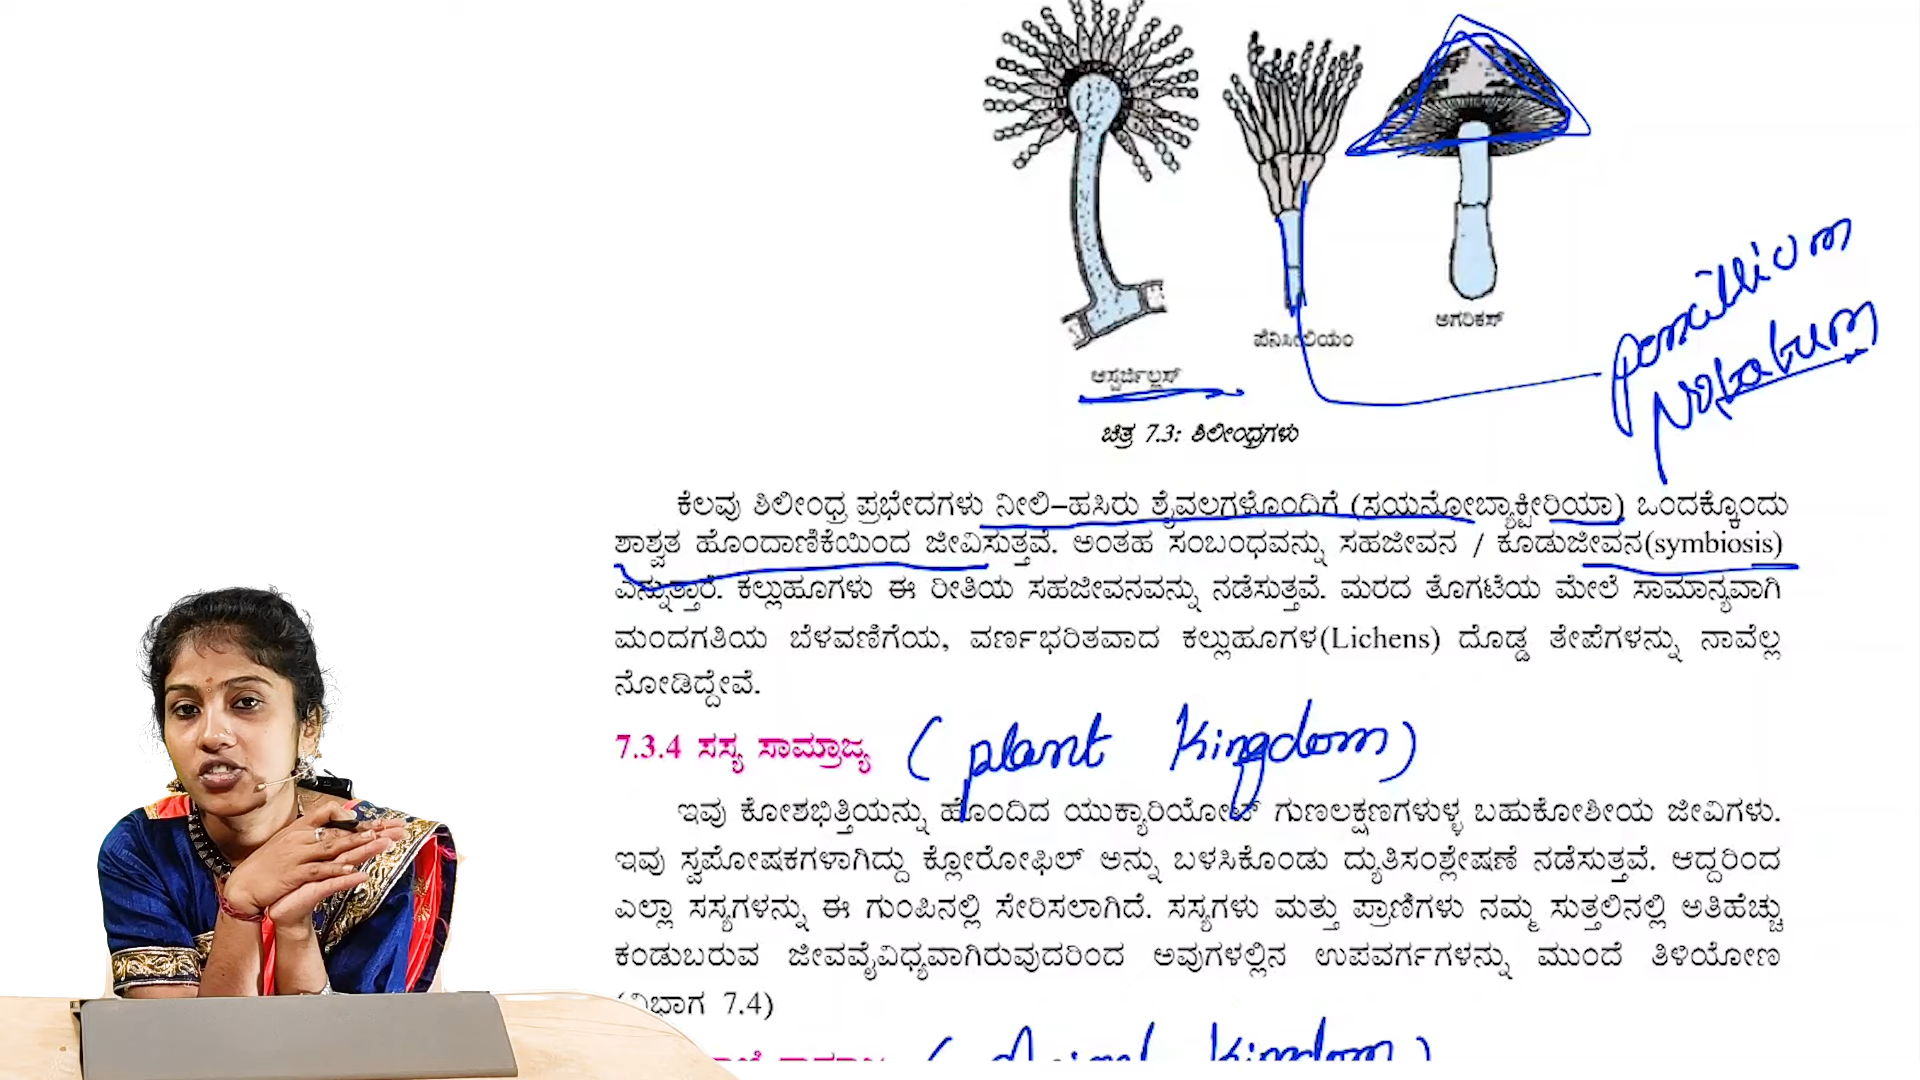 ಪೆನಿಸೀಲಿಯಂ
ಅಗರಿಕಸ್
penicillium
Notatum
ಆಸ್ಪರ್ಜಿಲ್ಲಸ್
ಚಿತ್ರ 7.3: ಶಿಲೀಂಧ್ರಗಳು
ಕೆಲವು ಶಿಲೀಂಧ್ರ ಪ್ರಭೇದಗಳು ನೀಲಿ–ಹಸಿರು ಶೈವಲಗಳೊಂದಿಗೆ (ಸಯನೋಬ್ಯಾಕ್ಟೀರಿಯಾ) ಒಂದಕ್ಕೊಂದು
ಶಾಶ್ವತ ಹೊಂದಾಣಿಕೆಯಿಂದ ಜೀವಿಸುತ್ತವೆ. ಅಂತಹ ಸಂಬಂಧವನ್ನು ಸಹಜೀವನ / ಕೂಡುಜೀವನ(symbiosis)
ಎನ್ನುತ್ತಾರೆ. ಕಲ್ಲುಹೂಗಳು ಈ ರೀತಿಯ ಸಹಜೀವನವನ್ನು ನಡೆಸುತ್ತವೆ. ಮರದ ತೊಗಟೆಯ ಮೇಲೆ ಸಾಮಾನ್ಯವಾಗಿ
ಮಂದಗತಿಯ ಬೆಳವಣಿಗೆಯ, ವರ್ಣಭರಿತವಾದ ಕಲ್ಲುಹೂಗಳ(Lichens) ದೊಡ್ಡ ತೇಪೆಗಳನ್ನು ನಾವೆಲ್ಲ
ನೋಡಿದ್ದೇವೆ.
7.3.4 ಸಸ್ಯ ಸಾಮ್ರಾಜ್ಯ (plant Kingdom)
ಇವು ಕೋಶಭಿತ್ತಿಯನ್ನು ಹೊಂದಿದ ಯುಕ್ಯಾರಿಯೋಟ್ ಗುಣಲಕ್ಷಣಗಳುಳ್ಳ ಬಹುಕೋಶೀಯ ಜೀವಿಗಳು.
ಇವು ಸ್ವಪೋಷಕಗಳಾಗಿದ್ದು ಕ್ಲೋರೋಫಿಲ್ ಅನ್ನು ಬಳಸಿಕೊಂಡು ದ್ಯುತಿಸಂಶ್ಲೇಷಣೆ ನಡೆಸುತ್ತವೆ. ಆದ್ದರಿಂದ
ಎಲ್ಲಾ ಸಸ್ಯಗಳನ್ನು ಈ ಗುಂಪಿನಲ್ಲಿ ಸೇರಿಸಲಾಗಿದೆ. ಸಸ್ಯಗಳು ಮತ್ತು ಪ್ರಾಣಿಗಳು ನಮ್ಮ ಸುತ್ತಲಿನಲ್ಲಿ ಅತಿಹೆಚ್ಚು
ಕಂಡುಬರುವ ಜೀವವೈವಿಧ್ಯವಾಗಿರುವುದರಿಂದ ಅವುಗಳಲ್ಲಿನ ಉಪವರ್ಗಗಳನ್ನು ಮುಂದೆ ತಿಳಿಯೋಣ
(ವಿಭಾಗ 7.4)